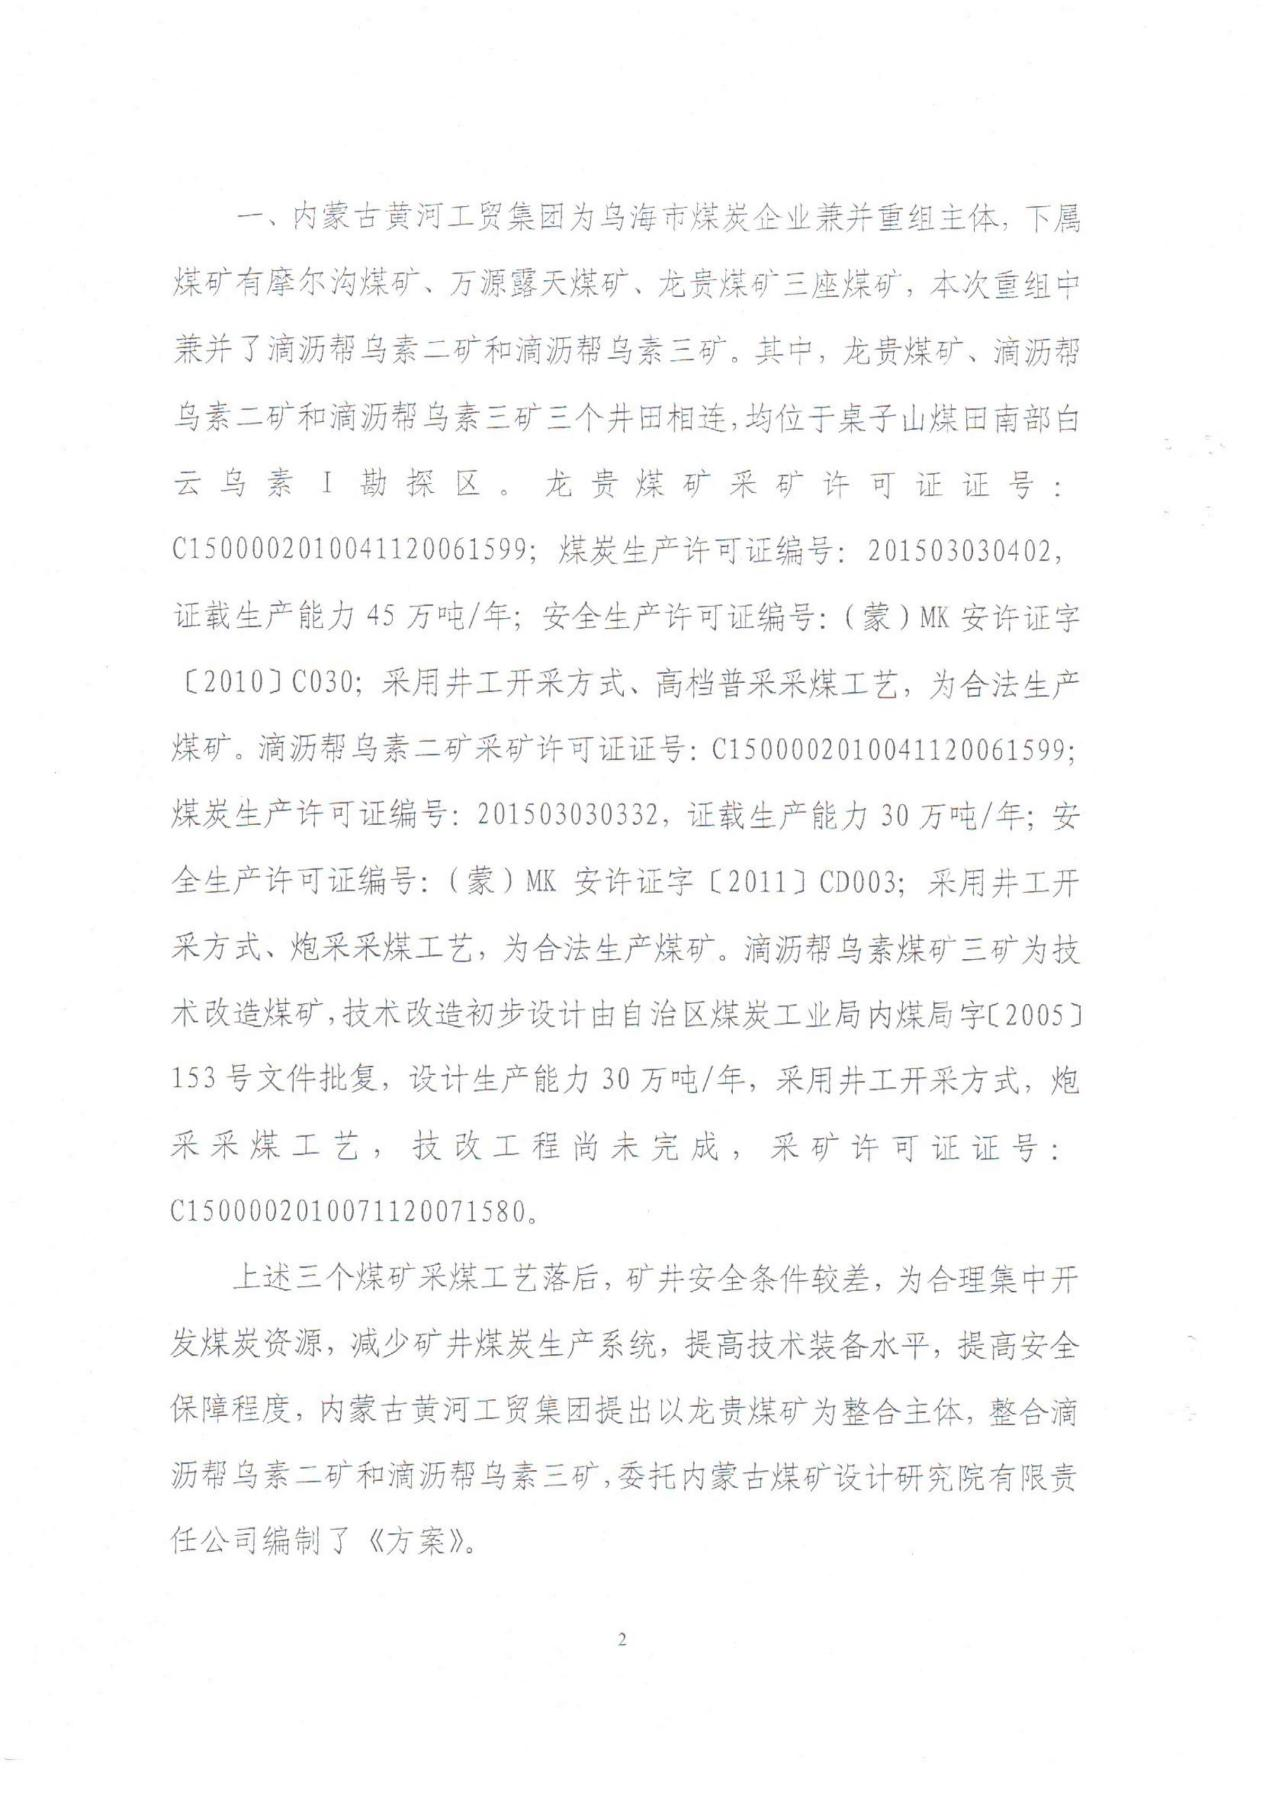 一、内蒙古黄河工贸集团为乌海市煤炭企业兼并重组主体，下属
煤矿有摩尔沟煤矿、万源露天煤矿、龙贵煤矿三座煤矿，本次重组中
兼并了滴沥帮乌素二矿和滴沥帮乌素三矿。其中，龙贵煤矿、滴沥帮
乌素二矿和滴沥帮乌素三矿三个井田相连，均位于桌子山煤田南部白
云乌素 I 勘探区。龙贵煤矿采矿许可证证号：
C1500002010041120061599；煤炭生产许可证编号：201503030402，
证载生产能力 45 万吨/年；安全生产许可证编号：（蒙）MK 安许证字
〔2010〕C030；采用井工开采方式、高档普采采煤工艺，为合法生产
煤矿。滴沥帮乌素二矿采矿许可证证号：C1500002010041120061599；
煤炭生产许可证编号：201503030332，证载生产能力 30 万吨/年；安
全生产许可证编号：（蒙）MK 安许证字〔2011〕CD003；采用井工开
采方式、炮采采煤工艺，为合法生产煤矿。滴沥帮乌素煤矿三矿为技
术改造煤矿，技术改造初步设计由自治区煤炭工业局内煤局字〔2005〕
153 号文件批复，设计生产能力 30 万吨/年，采用井工开采方式，炮
采采煤工艺，技改工程尚未完成，采矿许可证证号：
C1500002010071120071580。
上述三个煤矿采煤工艺落后，矿井安全条件较差，为合理集中开
发煤炭资源，减少矿井煤炭生产系统，提高技术装备水平，提高安全
保障程度，内蒙古黄河工贸集团提出以龙贵煤矿为整合主体，整合滴
沥帮乌素二矿和滴沥帮乌素三矿，委托内蒙古煤矿设计研究院有限责
任公司编制了《方案》。
2